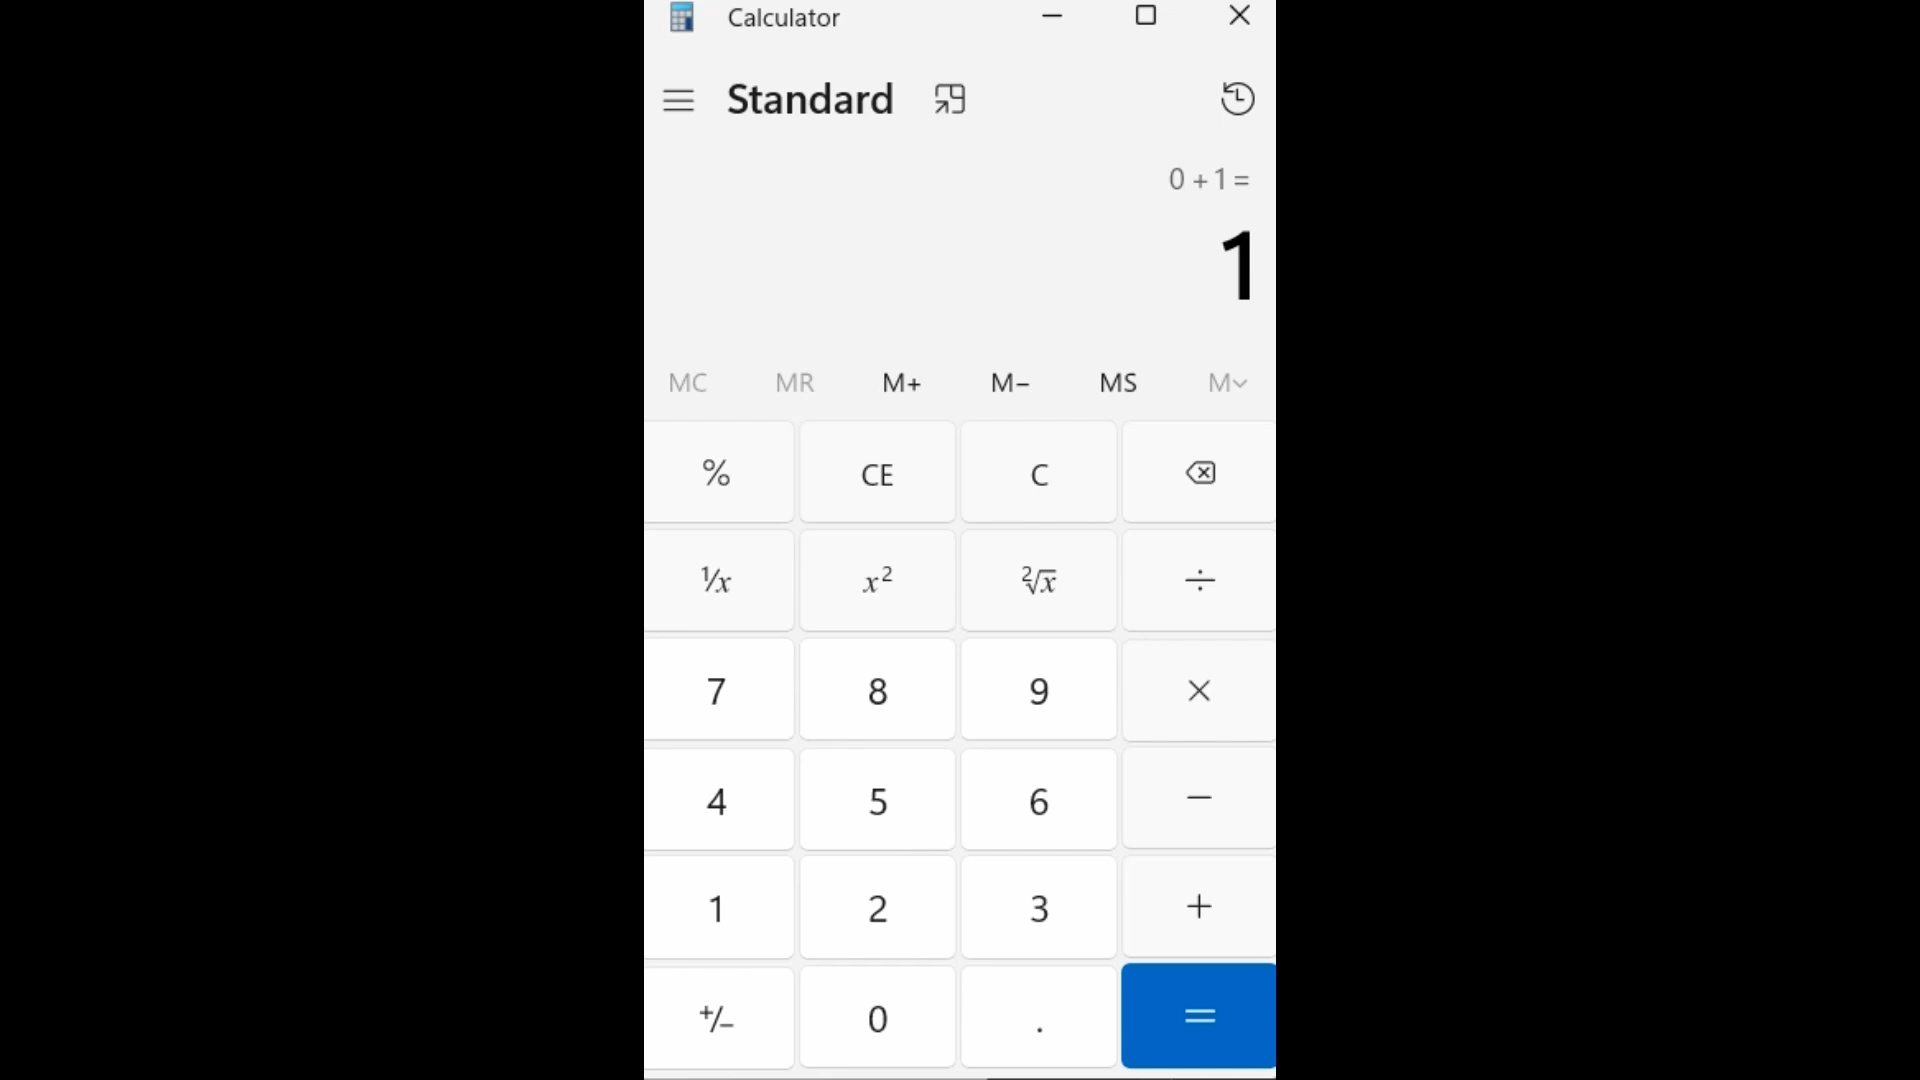 Calculator
Standard
0 + 1 =
1
MC MR M+ M− MS M
% CE C
¹/x x² ²√x ÷
7 8 9 ×
4 5 6 −
1 2 3 +
+/− 0 . =